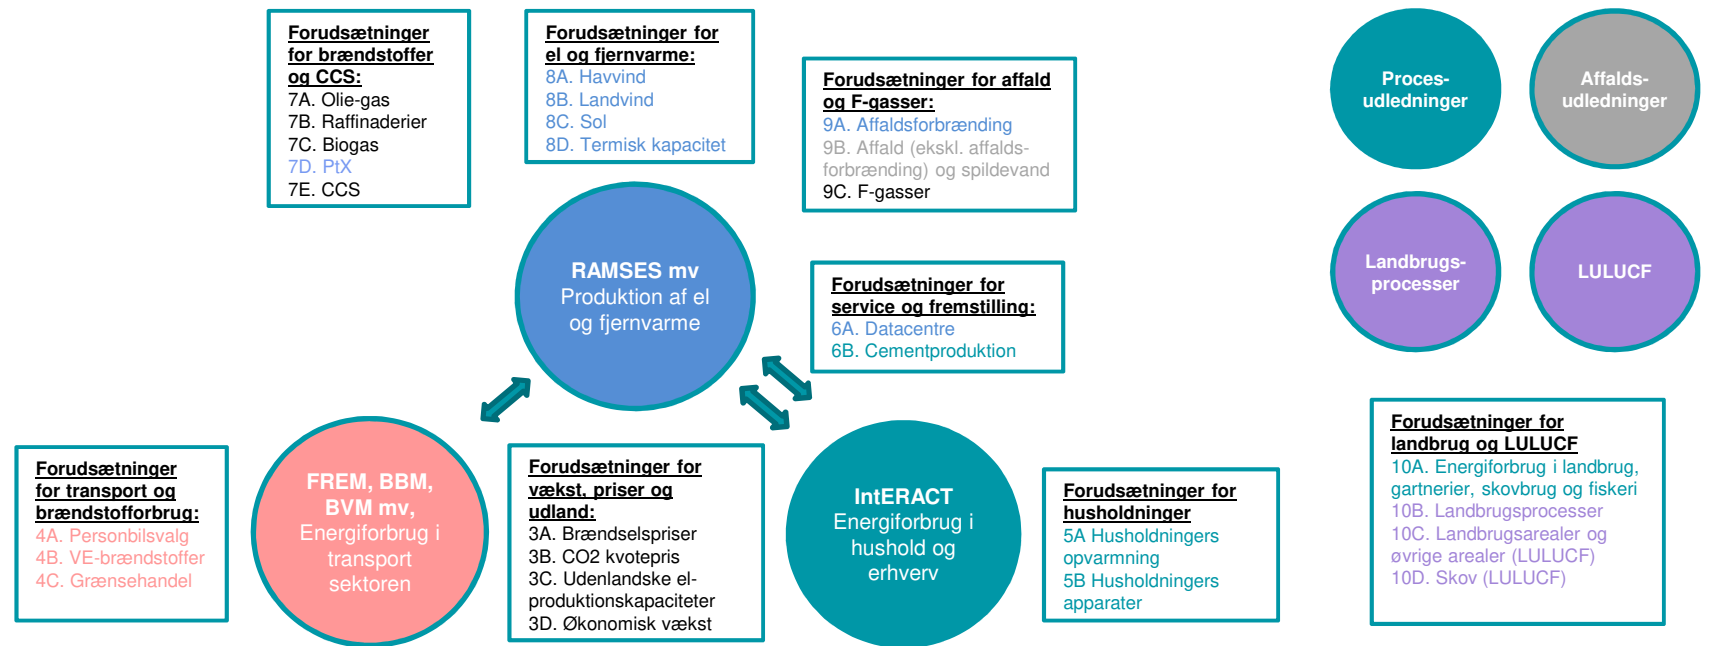 Forudsætninger
for brændstoffer
og CCS:
7A. Olie-gas
7B. Raffinaderier
7C. Biogas
7D. PtX
7E. CCS
Forudsætninger for
el og fjernvarme:
8A. Havvind
8B. Landvind
8C. Sol
8D. Termisk kapacitet
Forudsætninger for affald
og F-gasser:
9A. Affaldsforbrænding
9B. Affald (ekskl. affalds-
forbrænding) og spildevand
9C. F-gasser
Proces-
udledninger
Affalds-
udledninger
RAMSES mv
Produktion af el
og fjernvarme
Forudsætninger for
service og fremstilling:
6A. Datacentre
6B. Cementproduktion
Landbrugs-
processer
LULUCF
Forudsætninger
for transport og
brændstofforbrug:
4A. Personbilsvalg
4B. VE-brændstoffer
4C. Grænsehandel
FREM, BBM,
BVM mv,
Energiforbrug i
transport
sektoren
Forudsætninger for
vækst, priser og
udland:
3A. Brændselspriser
3B. CO2 kvotepris
3C. Udenlandske el-
produktionskapaciteter
3D. Økonomisk vækst
IntERACT
Energiforbrug i
hushold og
erhverv
Forudsætninger for
husholdninger
5A Husholdningers
opvarmning
5B Husholdningers
apparater
Forudsætninger for
landbrug og LULUCF
10A. Energiforbrug i landbrug,
gartnerier, skovbrug og fiskeri
10B. Landbrugsprocesser
10C. Landbrugsarealer og
øvrige arealer (LULUCF)
10D. Skov (LULUCF)